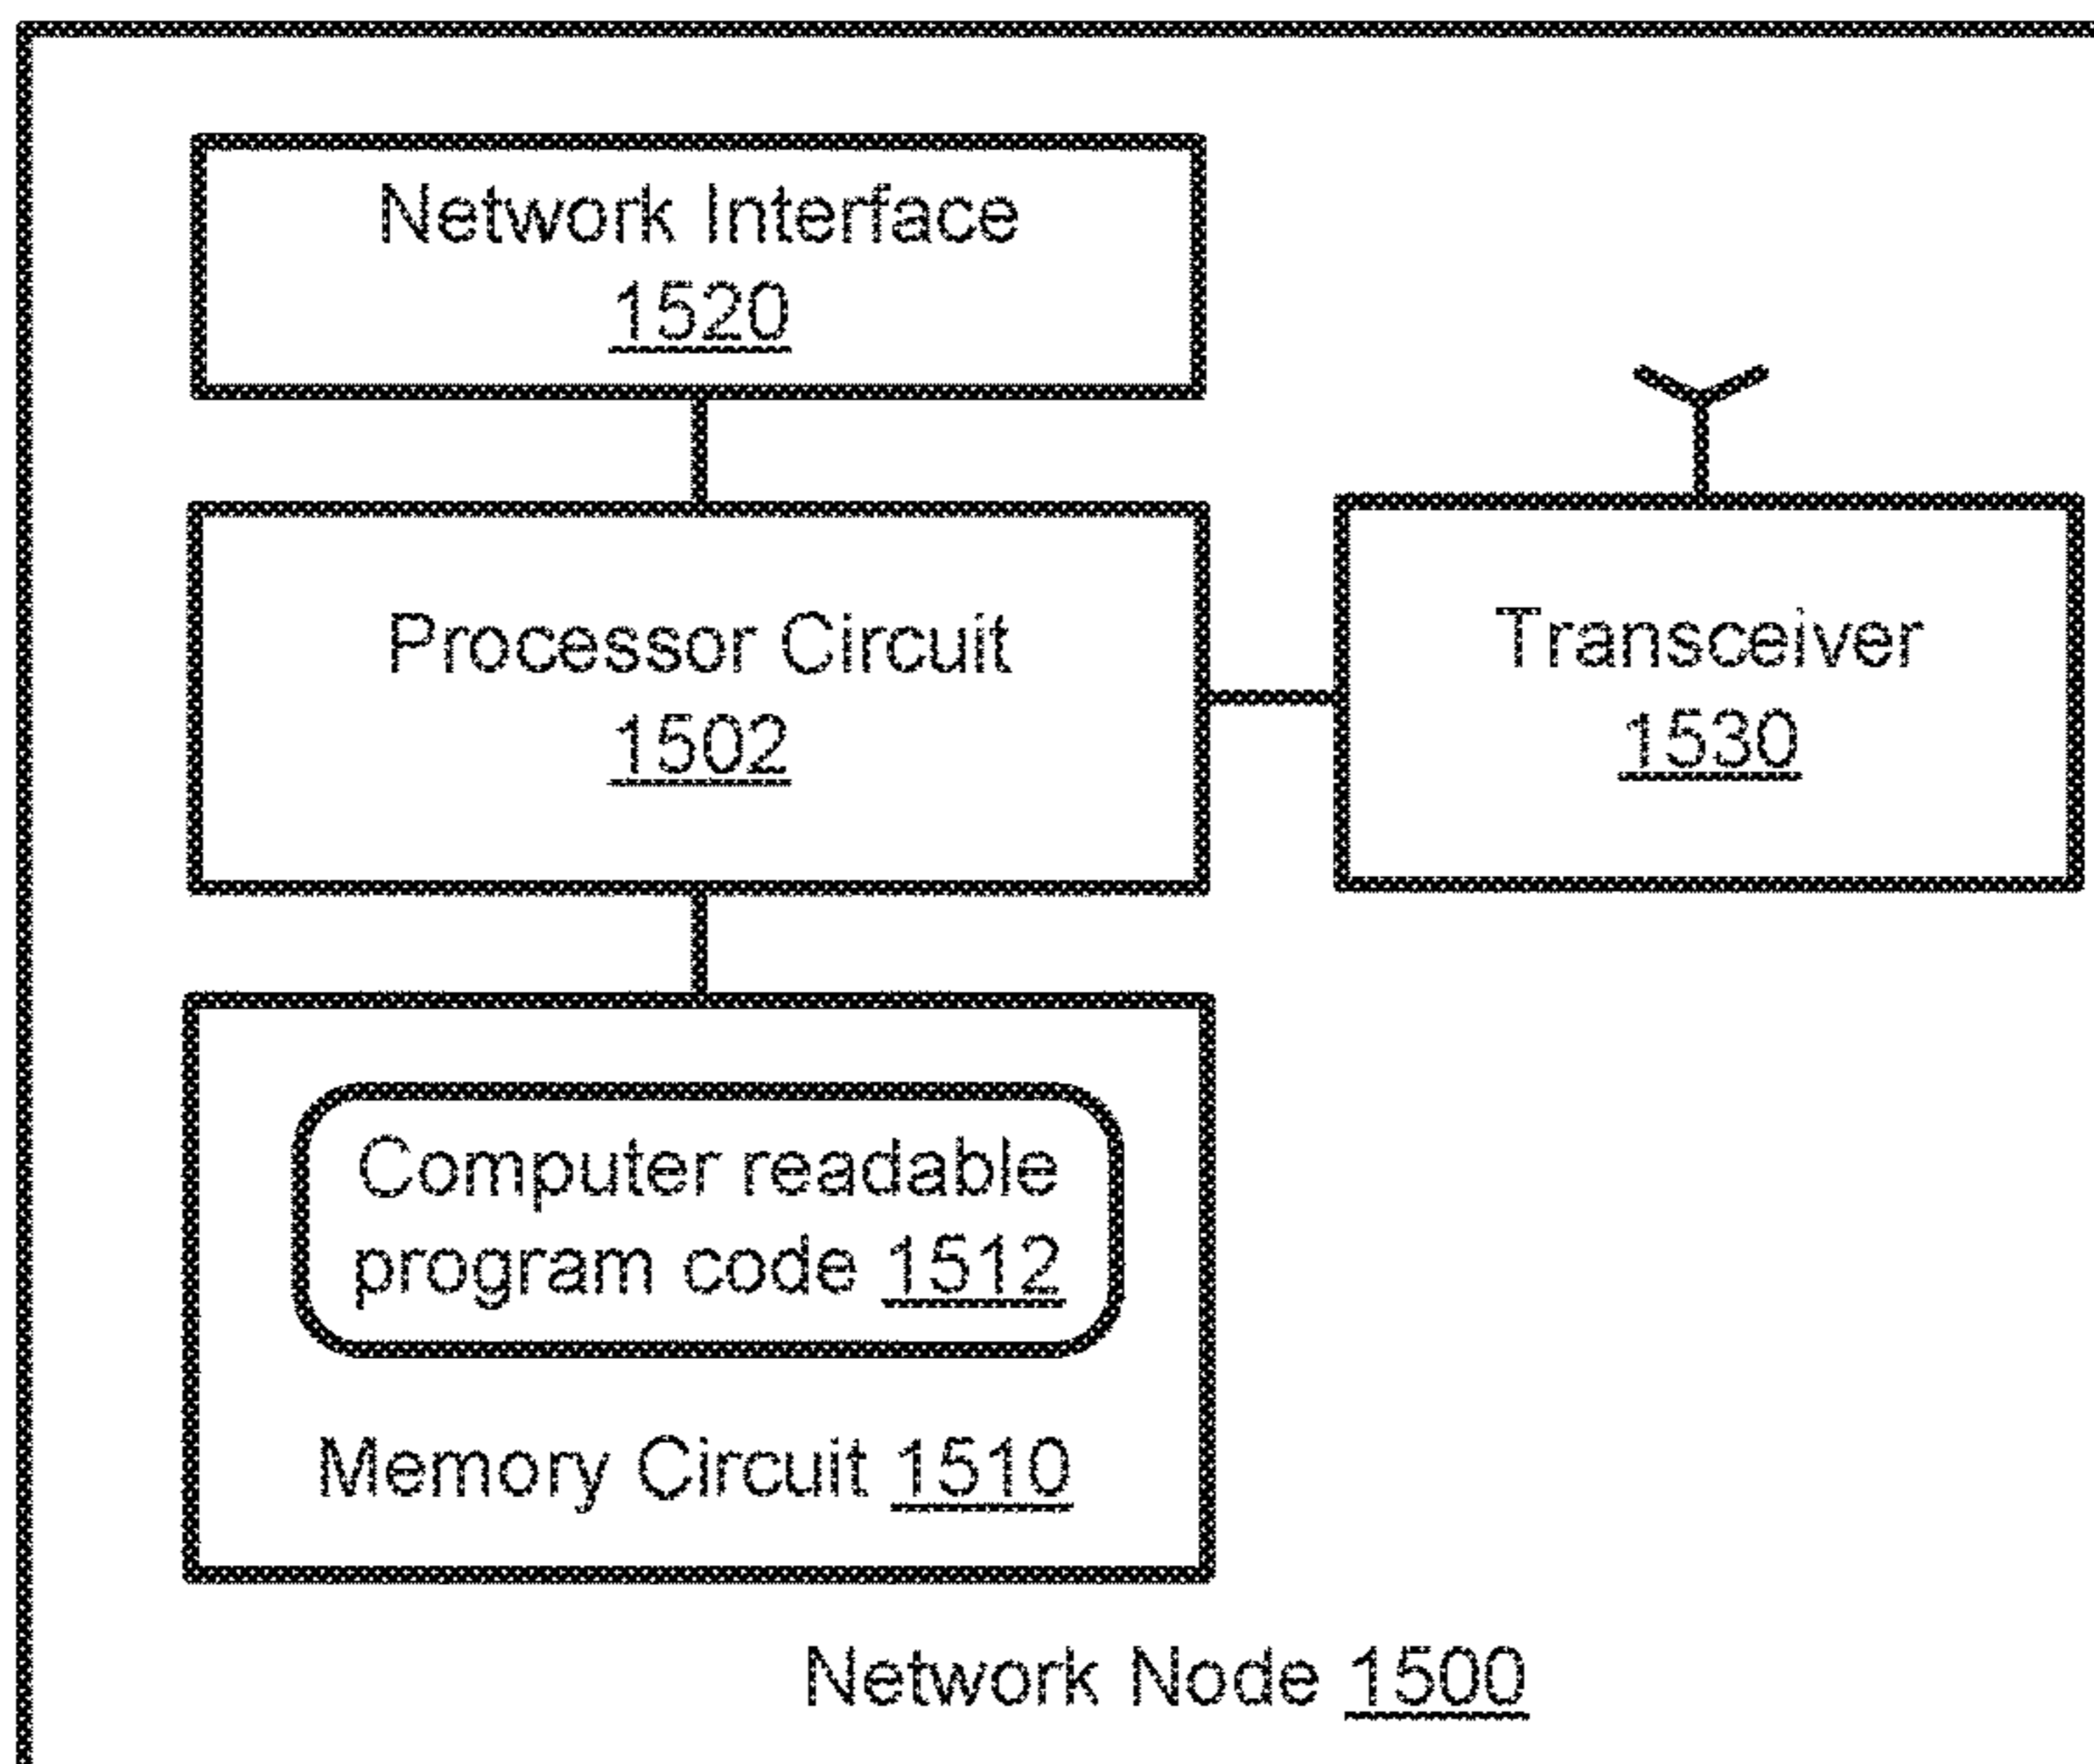 Network Interface
1520
Processor Circuit
1502
Transceiver
1530
Computer readable
program code 1512
Memory Circuit 1510
Network Node 1500